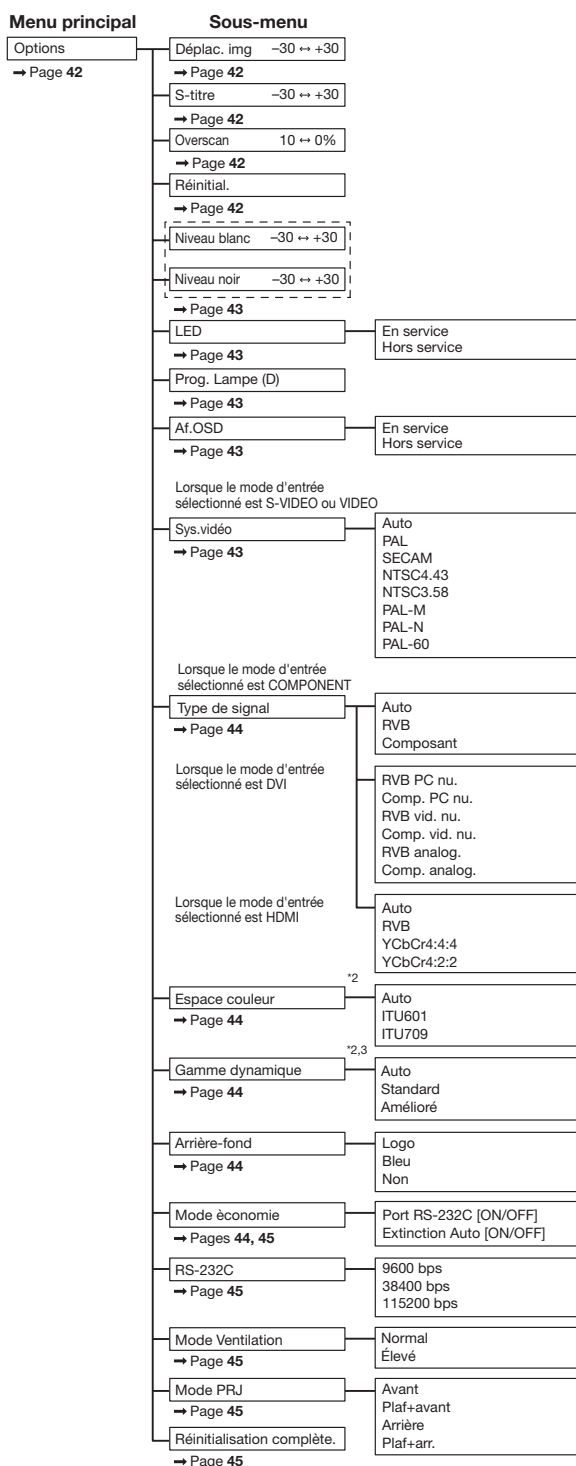 Menu principal
Sous-menu
Options
→ Page 42
Déplac. img –30 ↔ +30
→ Page 42
S-titre –30 ↔ +30
→ Page 42
Overscan 10 ↔ 0%
→ Page 42
Réinitial.
→ Page 42
Niveau blanc –30 ↔ +30
Niveau noir –30 ↔ +30
→ Page 43
LED
→ Page 43
En service
Hors service
Prog. Lampe (D)
→ Page 43
Af.OSD
→ Page 43
En service
Hors service
Lorsque le mode d'entrée
sélectionné est S-VIDEO ou VIDEO
Sys.vidéo
→ Page 43
Auto
PAL
SECAM
NTSC4.43
NTSC3.58
PAL-M
PAL-N
PAL-60
Lorsque le mode d'entrée
sélectionné est COMPONENT
Type de signal
→ Page 44
Auto
RVB
Composant
Lorsque le mode d'entrée
sélectionné est DVI
RVB PC nu.
Comp. PC nu.
RVB vid. nu.
Comp. vid. nu.
RVB analog.
Comp. analog.
Lorsque le mode d'entrée
sélectionné est HDMI
Auto
RVB
YCbCr4:4:4
YCbCr4:2:2
*2
Espace couleur
→ Page 44
Auto
ITU601
ITU709
*2,3
Gamme dynamique
→ Page 44
Auto
Standard
Amélioré
Arrière-fond
→ Page 44
Logo
Bleu
Non
Mode èconomie
→ Pages 44, 45
Port RS-232C [ON/OFF]
Extinction Auto [ON/OFF]
RS-232C
→ Page 45
9600 bps
38400 bps
115200 bps
Mode Ventilation
→ Page 45
Normal
Élevé
Mode PRJ
→ Page 45
Avant
Plaf+avant
Arrière
Plaf+arr.
Réinitialisation complète.
→ Page 45